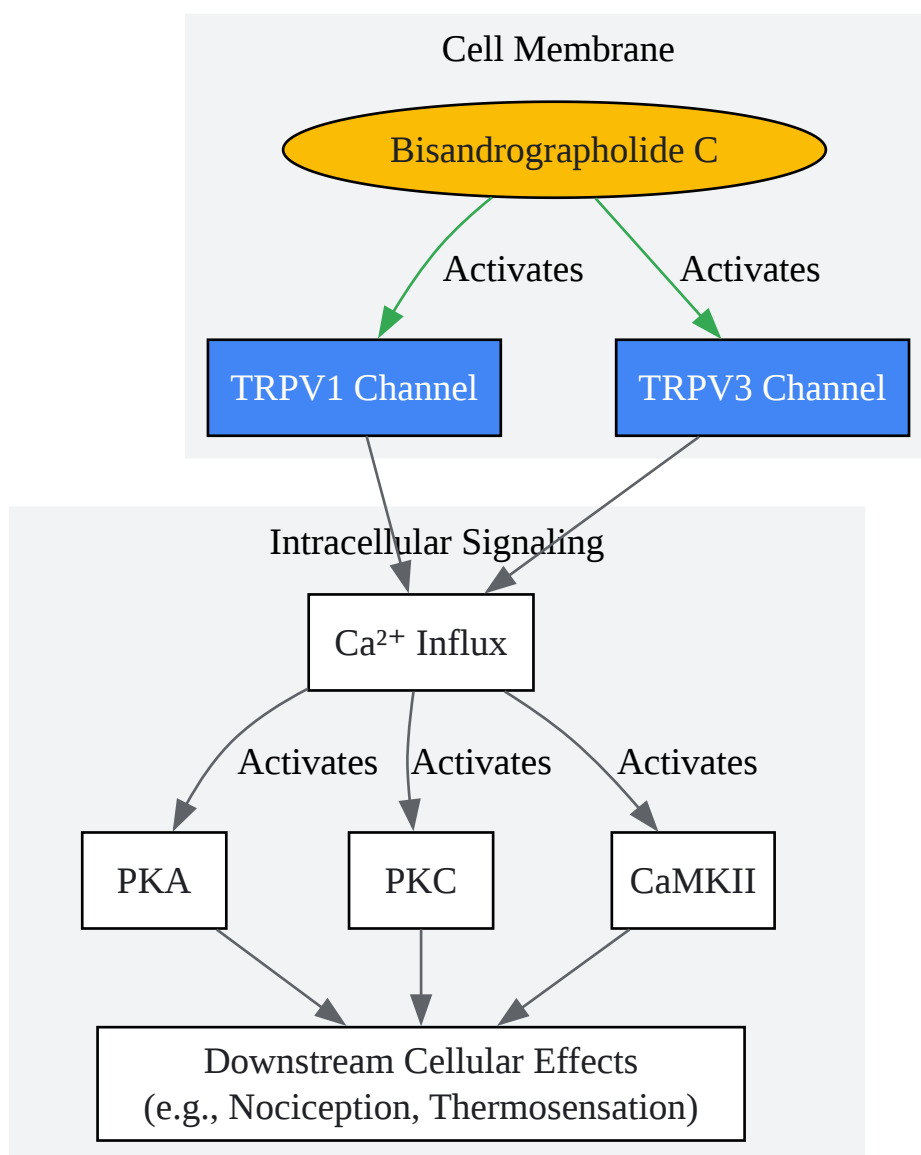 Cell Membrane
Bisandrographolide C
Activates
Activates
TRPV1 Channel
TRPV3 Channel
Intracellular Signaling
Ca²⁺ Influx
Activates
Activates
Activates
PKA
PKC
CaMKII
Downstream Cellular Effects
(e.g., Nociception, Thermosensation)